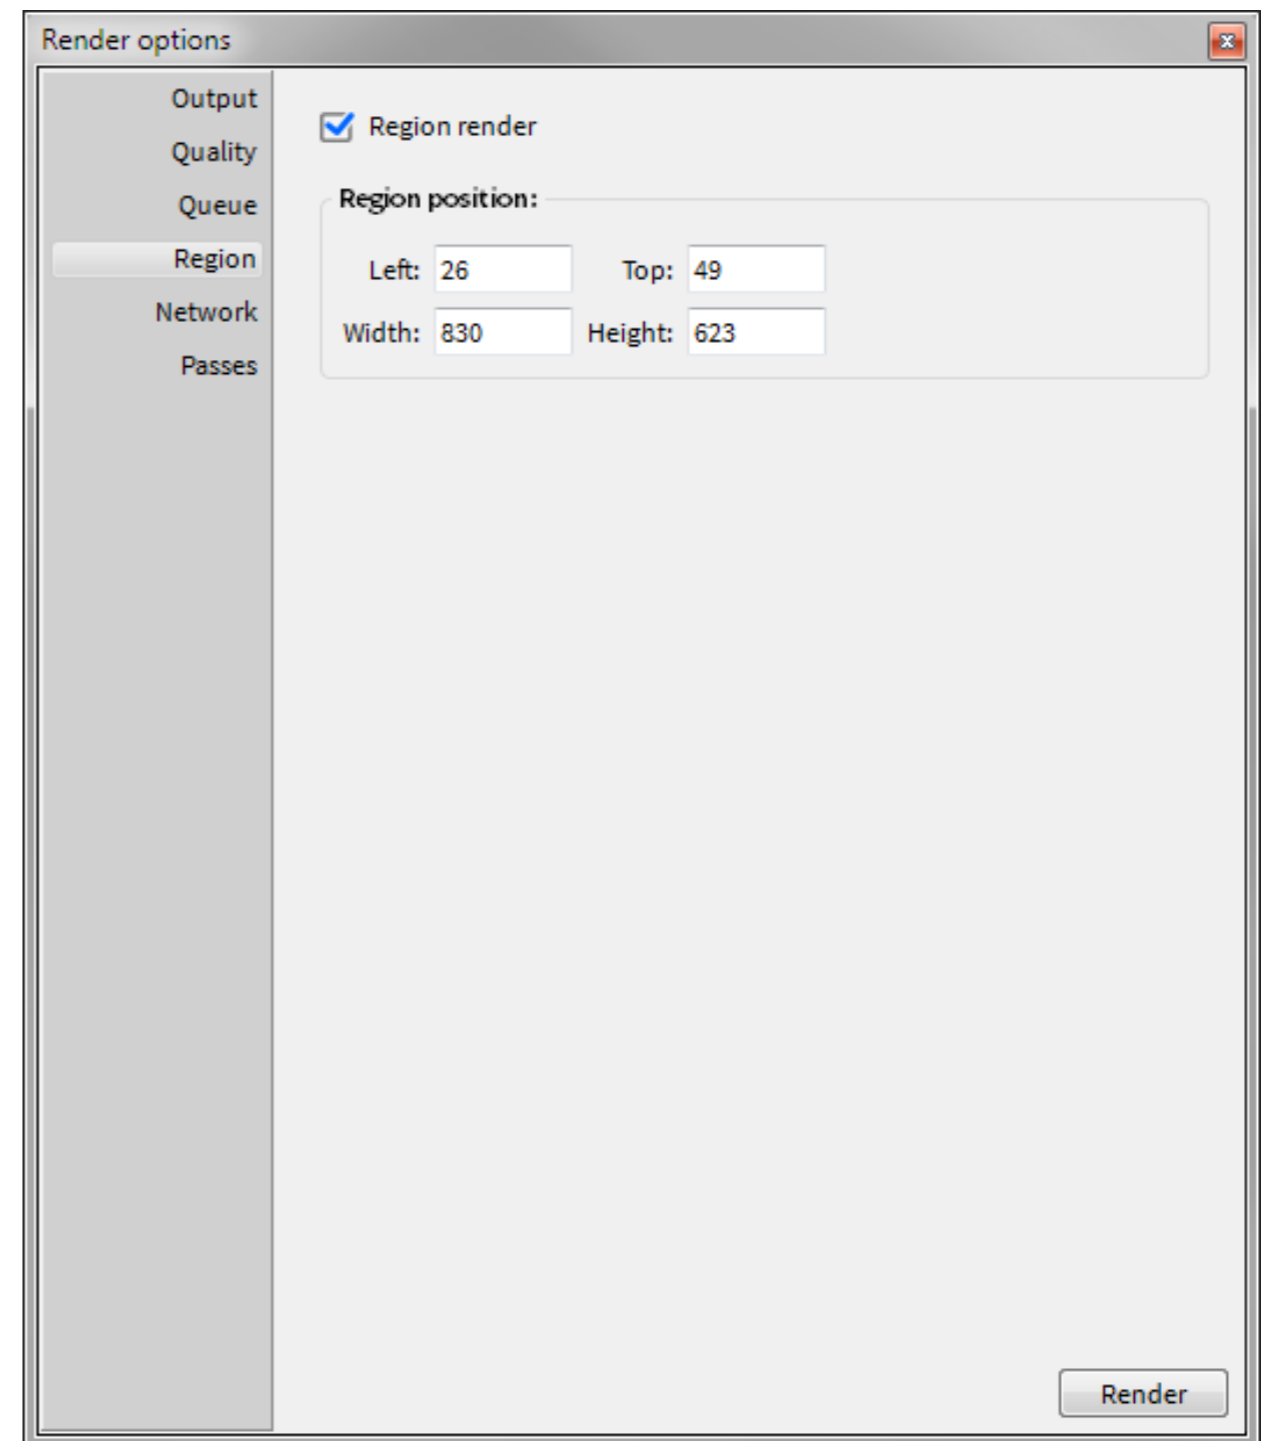 Render options
Output
Quality
Queue
Region
Network
Passes
Region render
Region position:
Left: 26 Top: 49
Width: 830 Height: 623
Render